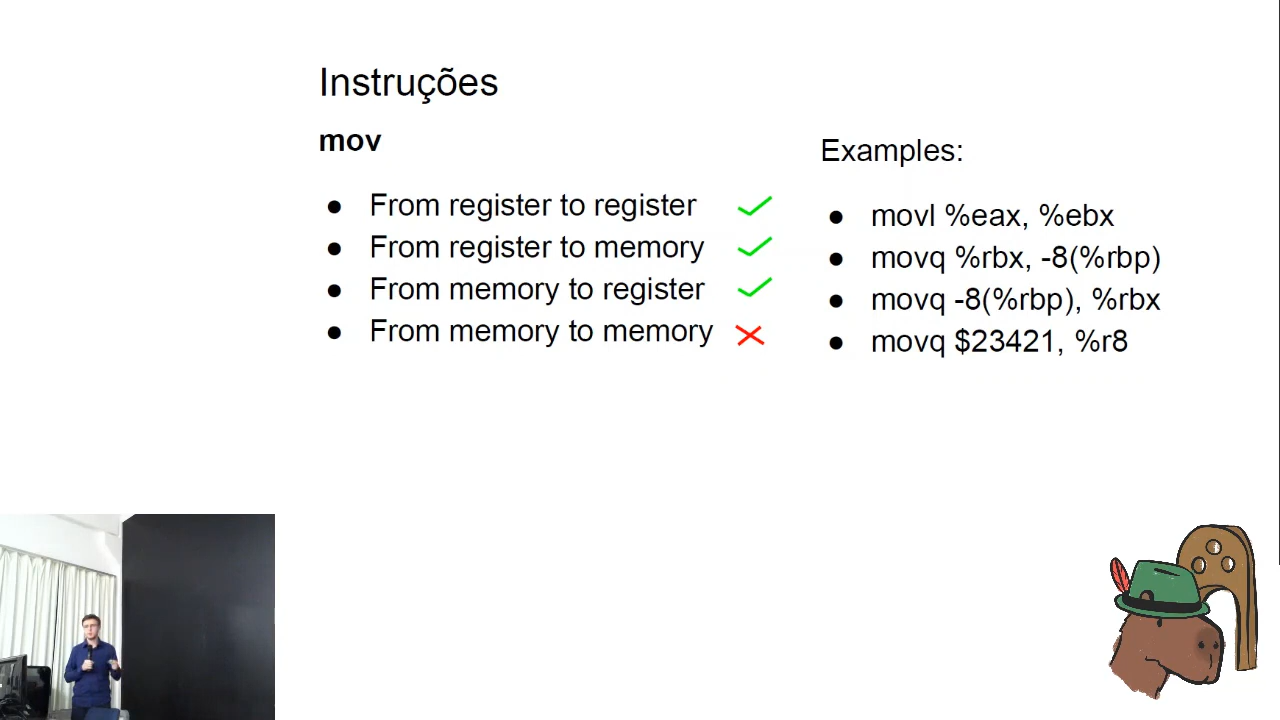 Instruções
mov
● From register to register
● From register to memory
● From memory to register
● From memory to memory
Examples:
● movl %eax, %ebx
● movq %rbx, -8(%rbp)
● movq -8(%rbp), %rbx
● movq $23421, %r8